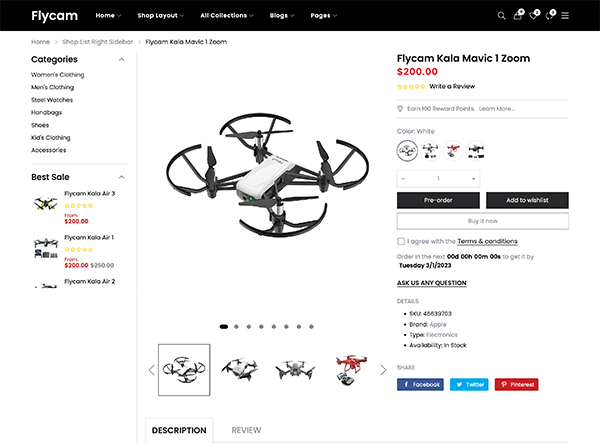 Flycam
Home
Shop Layout
All Collections
Blogs
Pages
0
0
0
Home > Shop List Right Sidebar > Flycam Kala Mavic 1 Zoom
Categories
Women's Clothing
Men's Clothing
Steel Watches
Handbags
Shoes
Kid's Clothing
Accessories
Best Sale
Flycam Kala Air 3
From
$200.00
Flycam Kala Air 1
From
$200.00 $250.00
Flycam Kala Air 2
Flycam Kala Mavic 1 Zoom
$200.00
Write a Review
Earn 100 Reward Points. Learn More...
Color: White
− 1 +
Pre-order
Add to wishlist
Buy it now
I agree with the Terms & conditions
Order in the next 00d 00h 00m 00s to get it by
Tuesday 3/1/2023
ASK US ANY QUESTION
DETAILS
SKU: 45639703
Brand: Apple
Type: Electronics
Availability: In Stock
SHARE
Facebook
Twitter
Pinterest
DESCRIPTION
REVIEW